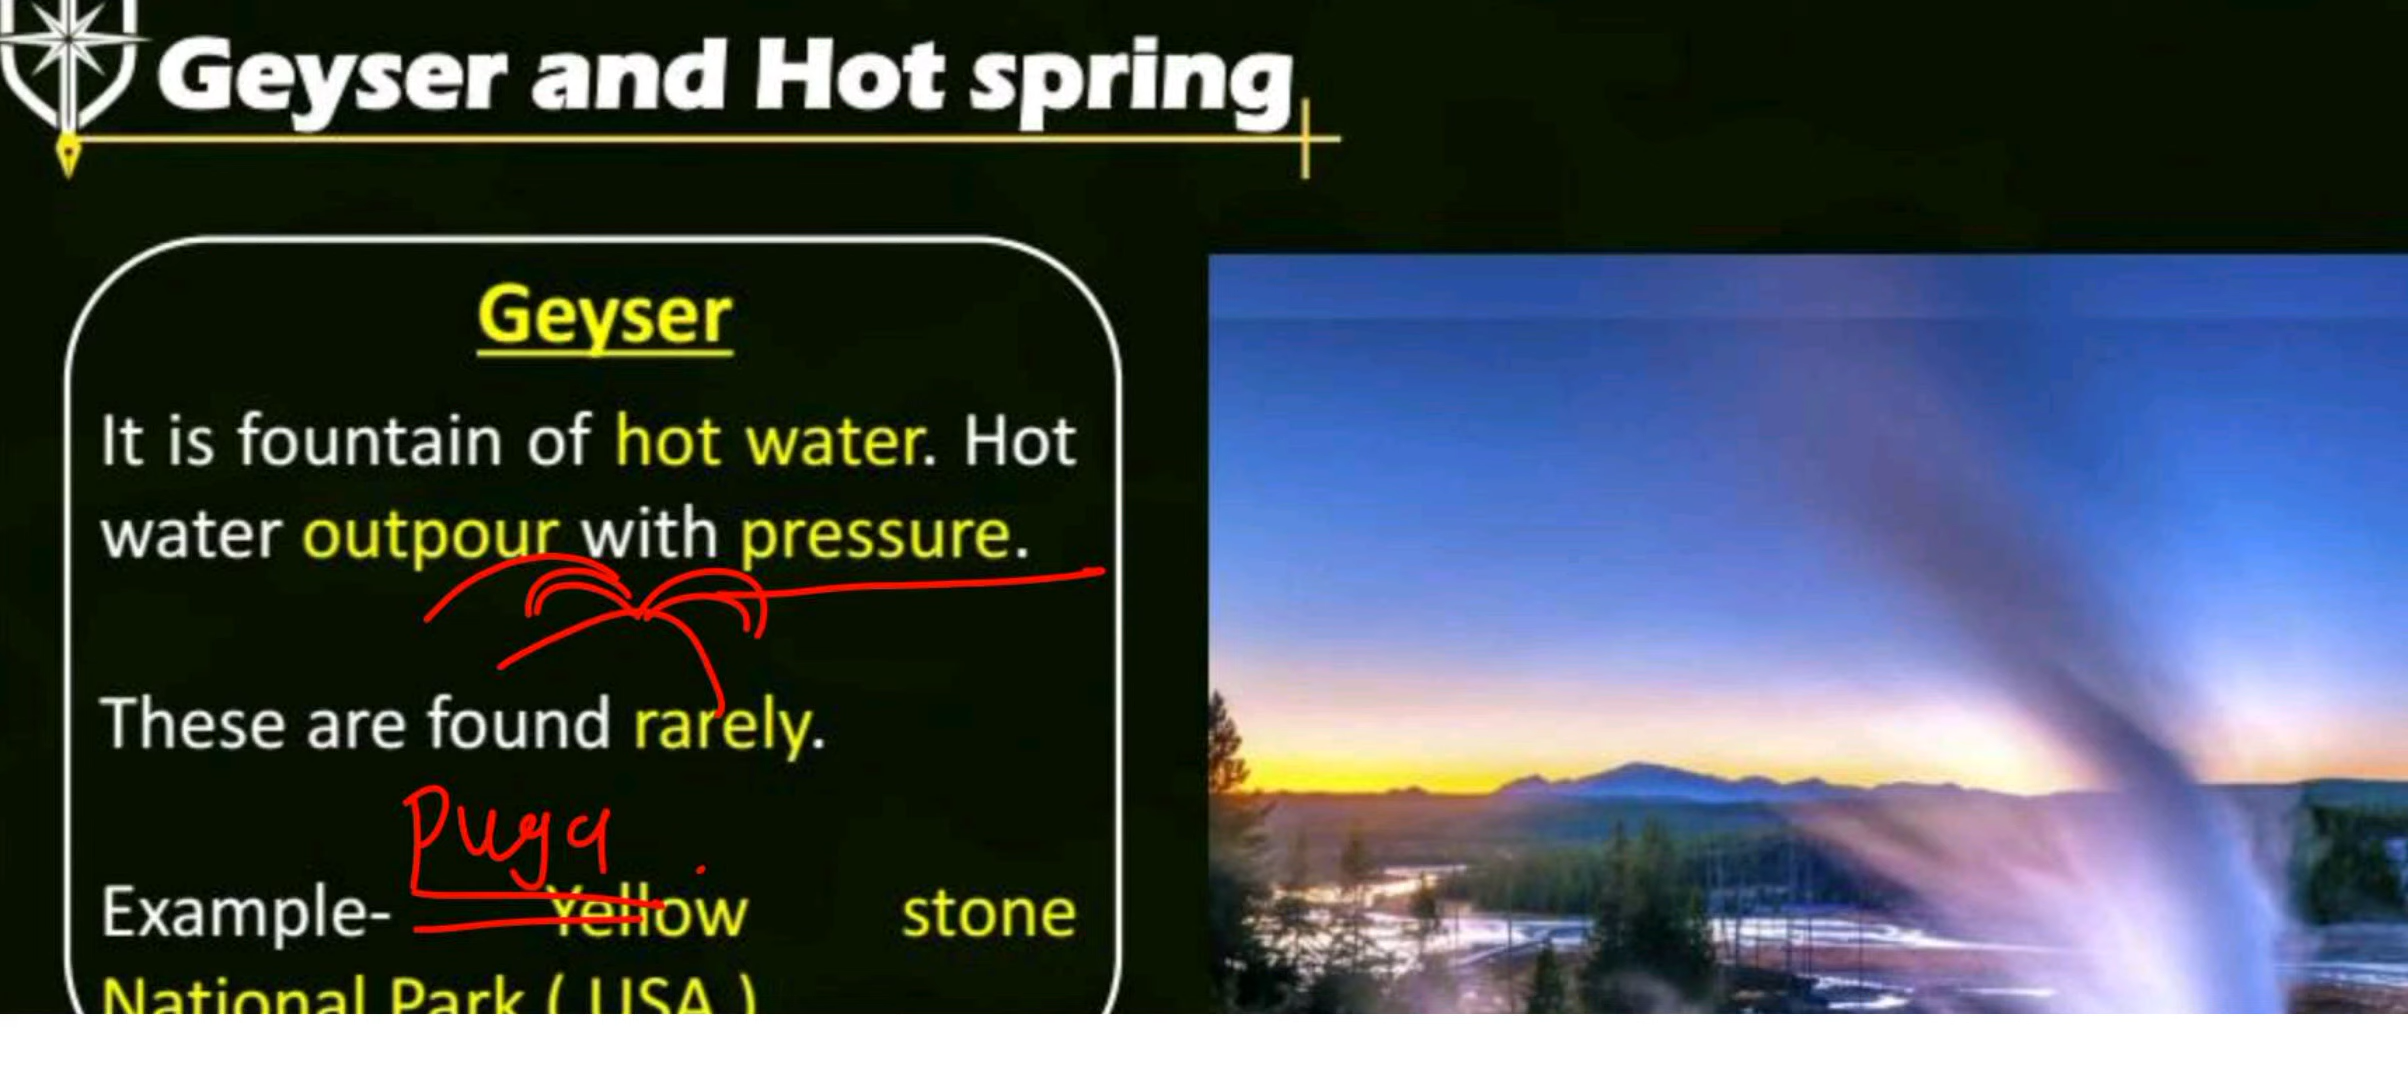 Geyser and Hot spring
Geyser
It is fountain of hot water. Hot
water outpour with pressure.
These are found rarely.
Puga
Example- Yellow stone
National Park ( USA )